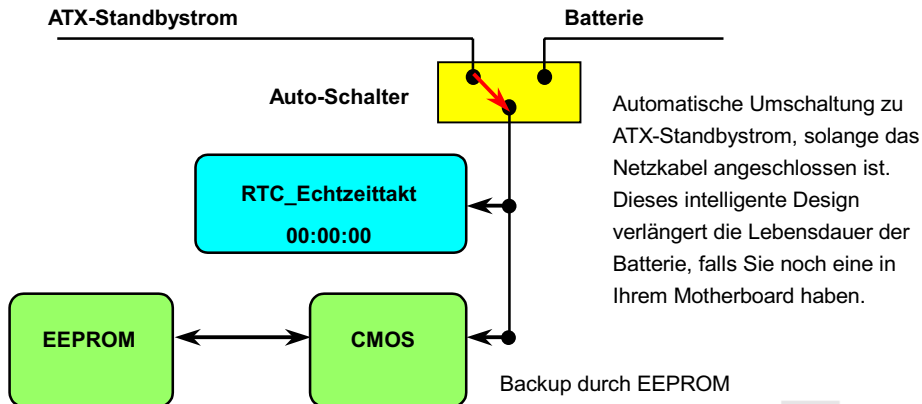 ATX-Standbystrom
Batterie
Auto-Schalter
Automatische Umschaltung zu
ATX-Standbystrom, solange das
Netzkabel angeschlossen ist.
Dieses intelligente Design
verlängert die Lebensdauer der
Batterie, falls Sie noch eine in
Ihrem Motherboard haben.
RTC_Echtzeittakt
00:00:00
EEPROM
CMOS
Backup durch EEPROM